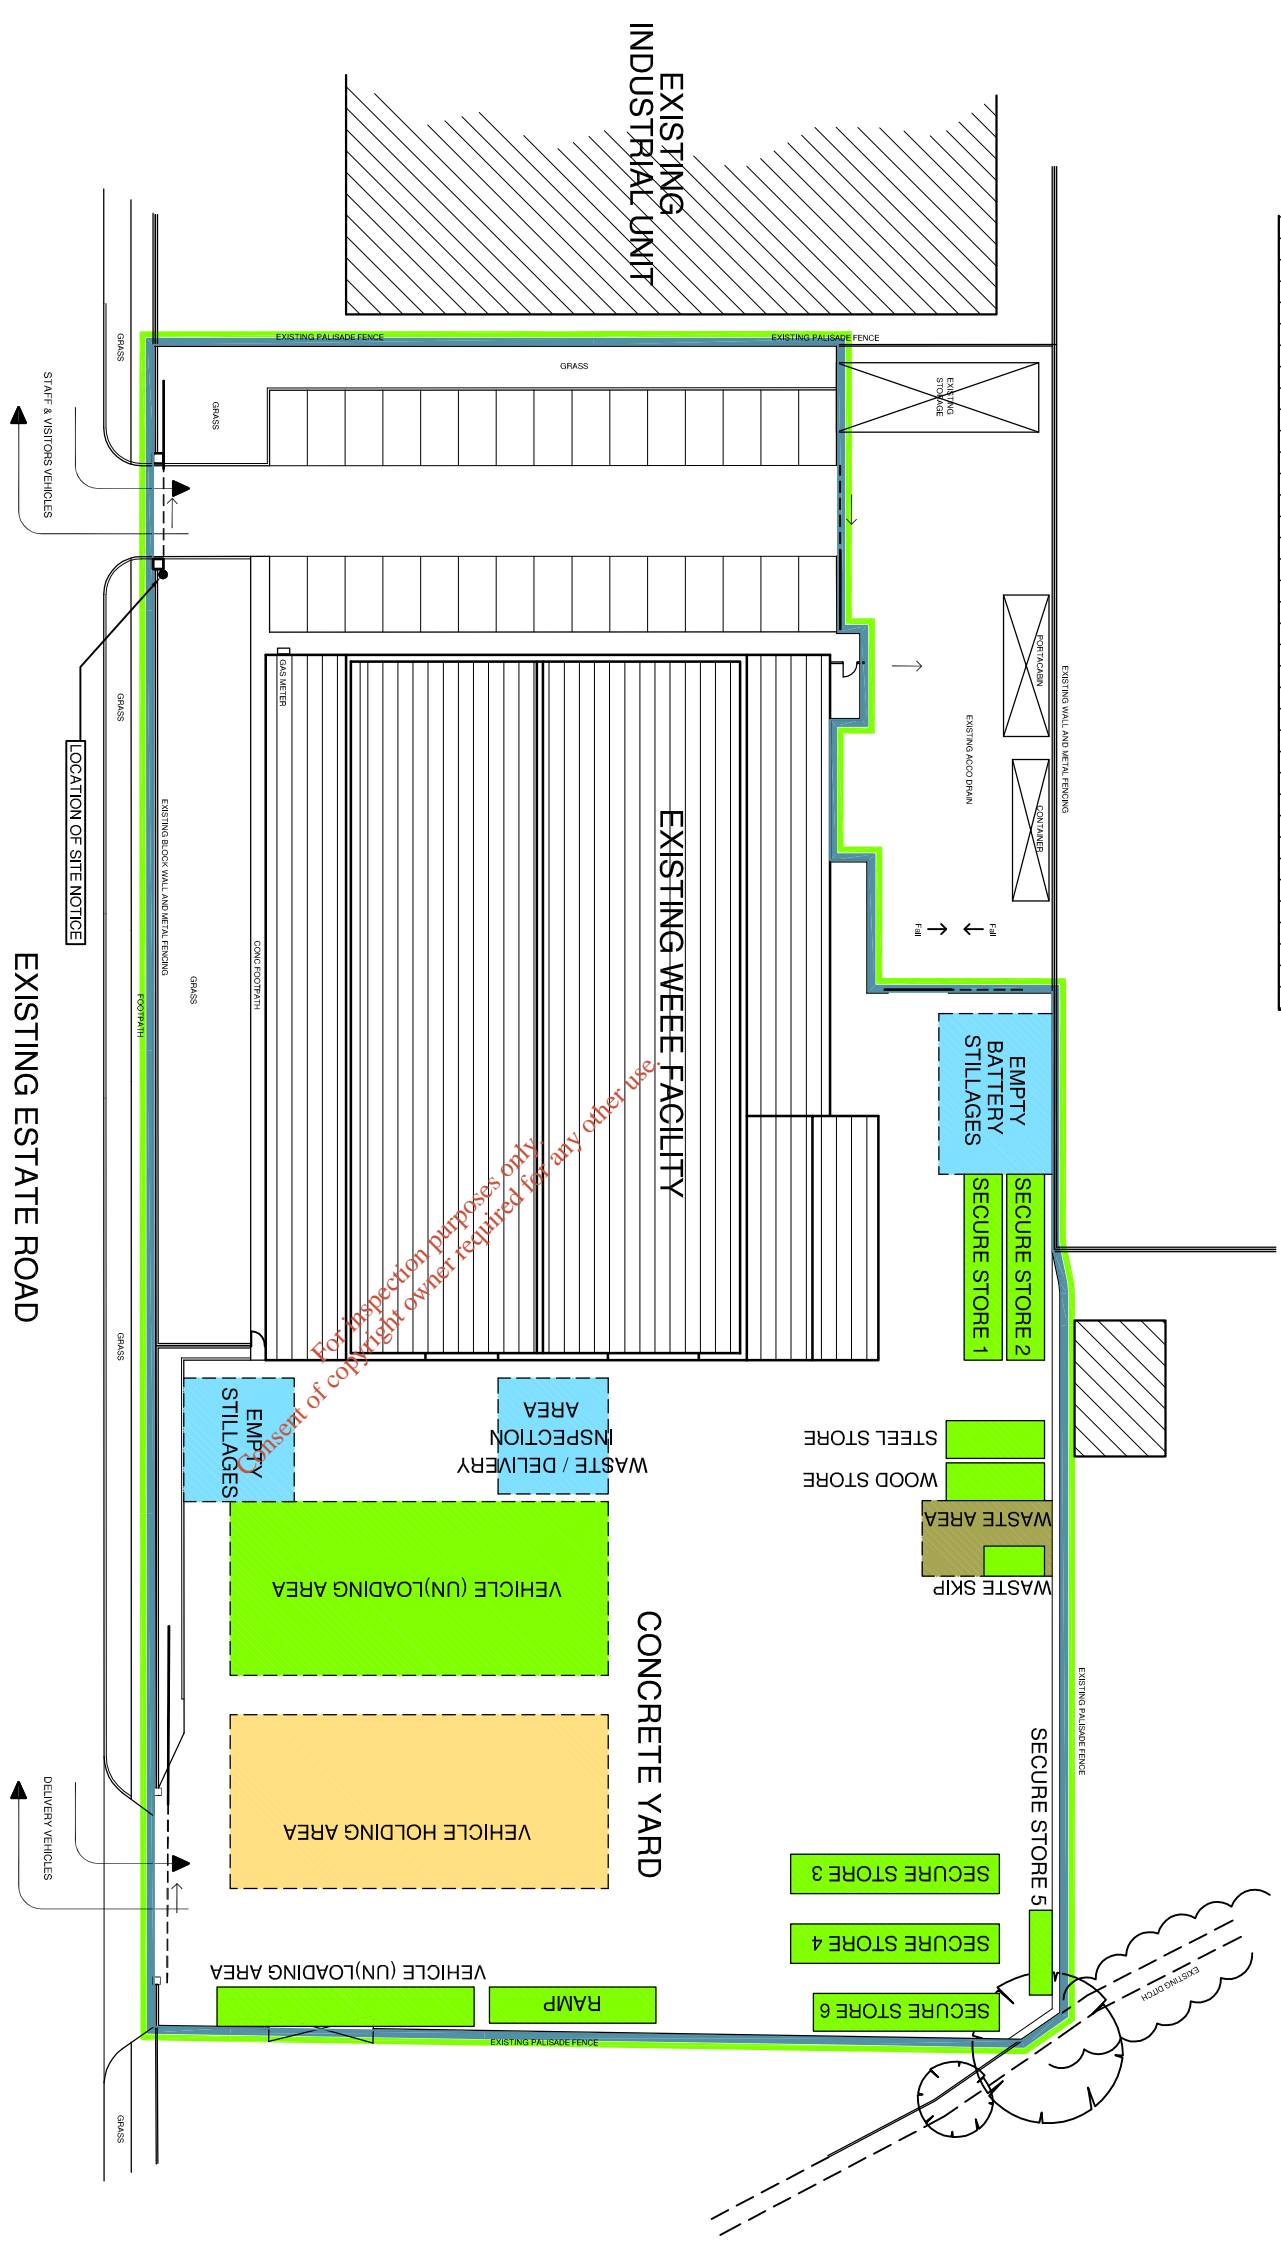 EXISTING
INDUSTRIAL UNIT
EXISTING PALISADE FENCE
EXISTING PALISADE FENCE
GRASS
GRASS
GRASS
EXISTING
STORAGE
STAFF & VISITORS VEHICLES
PORTACABIN
EXISTING WALL AND METAL FENCING
EXISTING ACCO DRAIN
CONTAINER
GAS METER
GRASS
LOCATION OF SITE NOTICE
EXISTING BLOCK WALL AND METAL FENCING
EXISTING WEEE FACILITY
Fall
Fall
CONC FOOTPATH
GRASS
FOOTPATH
EXISTING ESTATE ROAD
EMPTY
BATTERY
STILLAGES
SECURE STORE 1
SECURE STORE 2
For inspection purposes only.
Consent of copyright owner required for any other use.
GRASS
EMPTY
STILLAGES
WASTE / DELIVERY
INSPECTION
AREA
STEEL STORE
WOOD STORE
WASTE AREA
WASTE SKIP
VEHICLE (UN)LOADING AREA
CONCRETE YARD
EXISTING PALISADE FENCE
VEHICLE HOLDING AREA
SECURE STORE 5
DELIVERY VEHICLES
SECURE STORE 3
SECURE STORE 4
SECURE STORE 6
VEHICLE (UN)LOADING AREA
RAMP
EXISTING DITCH
EXISTING PALISADE FENCE
GRASS